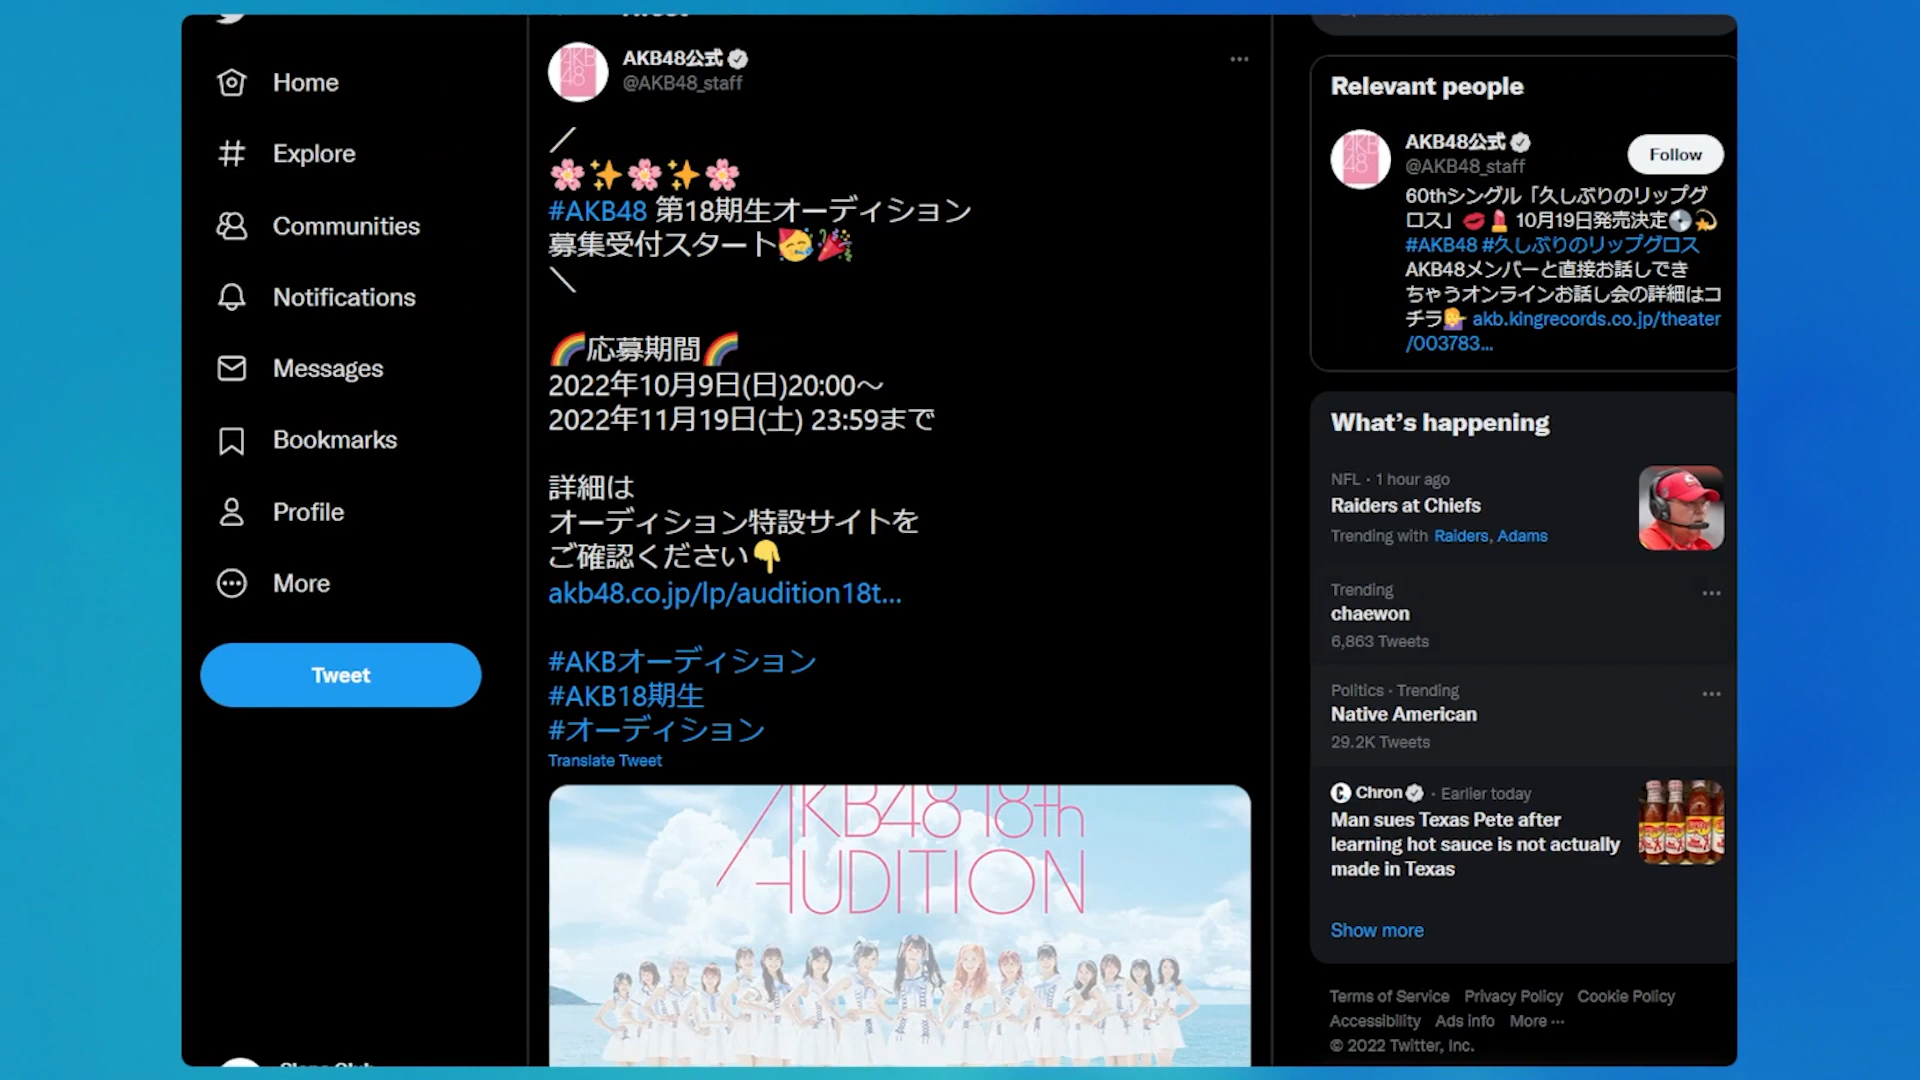 Home
Explore
Communities
Notifications
Messages
Bookmarks
Profile
More
Tweet
AKB48公式
@AKB48_staff
／
🌸✨🌸✨🌸
#AKB48 第18期生オーディション
募集受付スタート🥳🎉
＼
🌈応募期間🌈
2022年10月9日(日)20:00〜
2022年11月19日(土) 23:59まで
詳細は
オーディション特設サイトを
ご確認ください👇
akb48.co.jp/lp/audition18t...
#AKBオーディション
#AKB18期生
#オーディション
Translate Tweet
AKB48 18th
AUDITION
Relevant people
AKB48公式
@AKB48_staff
Follow
60thシングル「久しぶりのリップグ
ロス」💋💄 10月19日発売決定💿💫
#AKB48 #久しぶりのリップグロス
AKB48メンバーと直接お話しでき
ちゃうオンラインお話し会の詳細はコ
チラ💁 akb.kingrecords.co.jp/theater
/003783...
What's happening
NFL · 1 hour ago
Raiders at Chiefs
Trending with Raiders, Adams
Trending
chaewon
6,863 Tweets
Politics · Trending
Native American
29.2K Tweets
Chron · Earlier today
Man sues Texas Pete after
learning hot sauce is not actually
made in Texas
Show more
Terms of Service Privacy Policy Cookie Policy
Accessibility Ads info More ···
© 2022 Twitter, Inc.